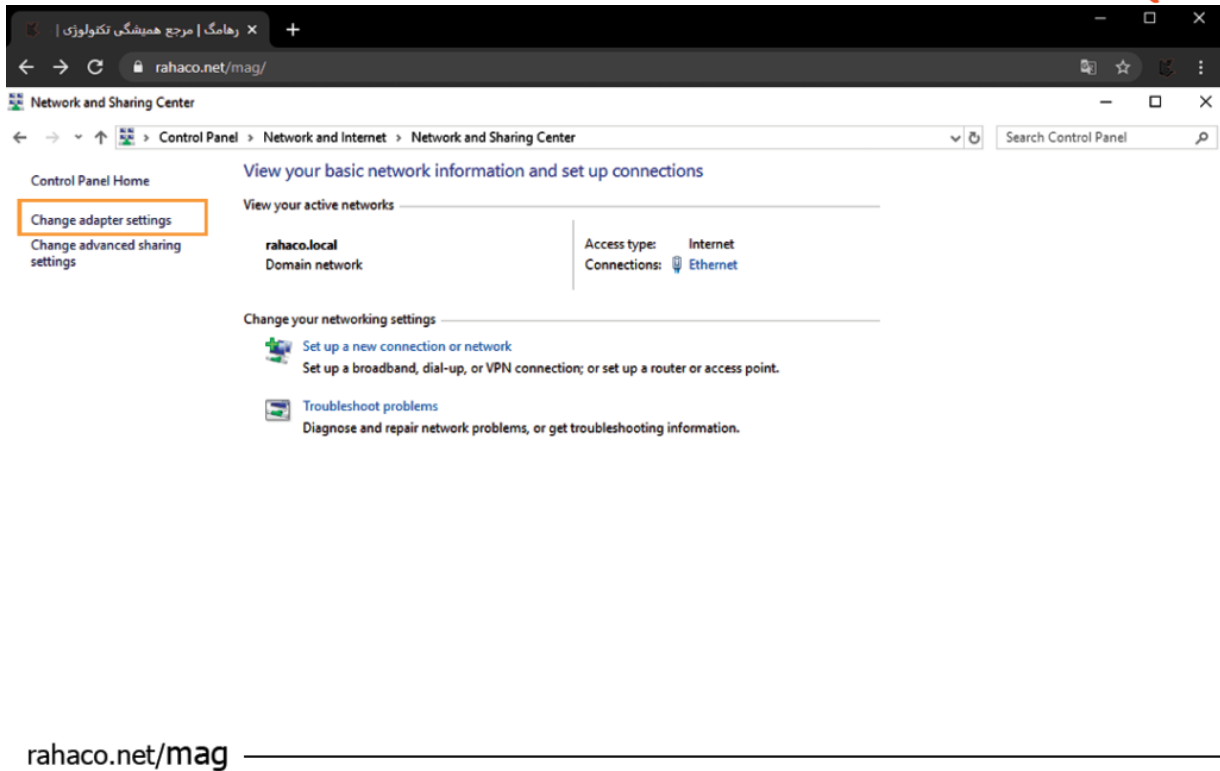 رهامگ | مرجع همیشگی تکنولوژی |
rahaco.net/mag/
Network and Sharing Center
Control Panel > Network and Internet > Network and Sharing Center
Search Control Panel
Control Panel Home
Change adapter settings
Change advanced sharing
settings
View your basic network information and set up connections
View your active networks
rahaco.local
Domain network
Access type: Internet
Connections: Ethernet
Change your networking settings
Set up a new connection or network
Set up a broadband, dial-up, or VPN connection; or set up a router or access point.
Troubleshoot problems
Diagnose and repair network problems, or get troubleshooting information.
rahaco.net/mag